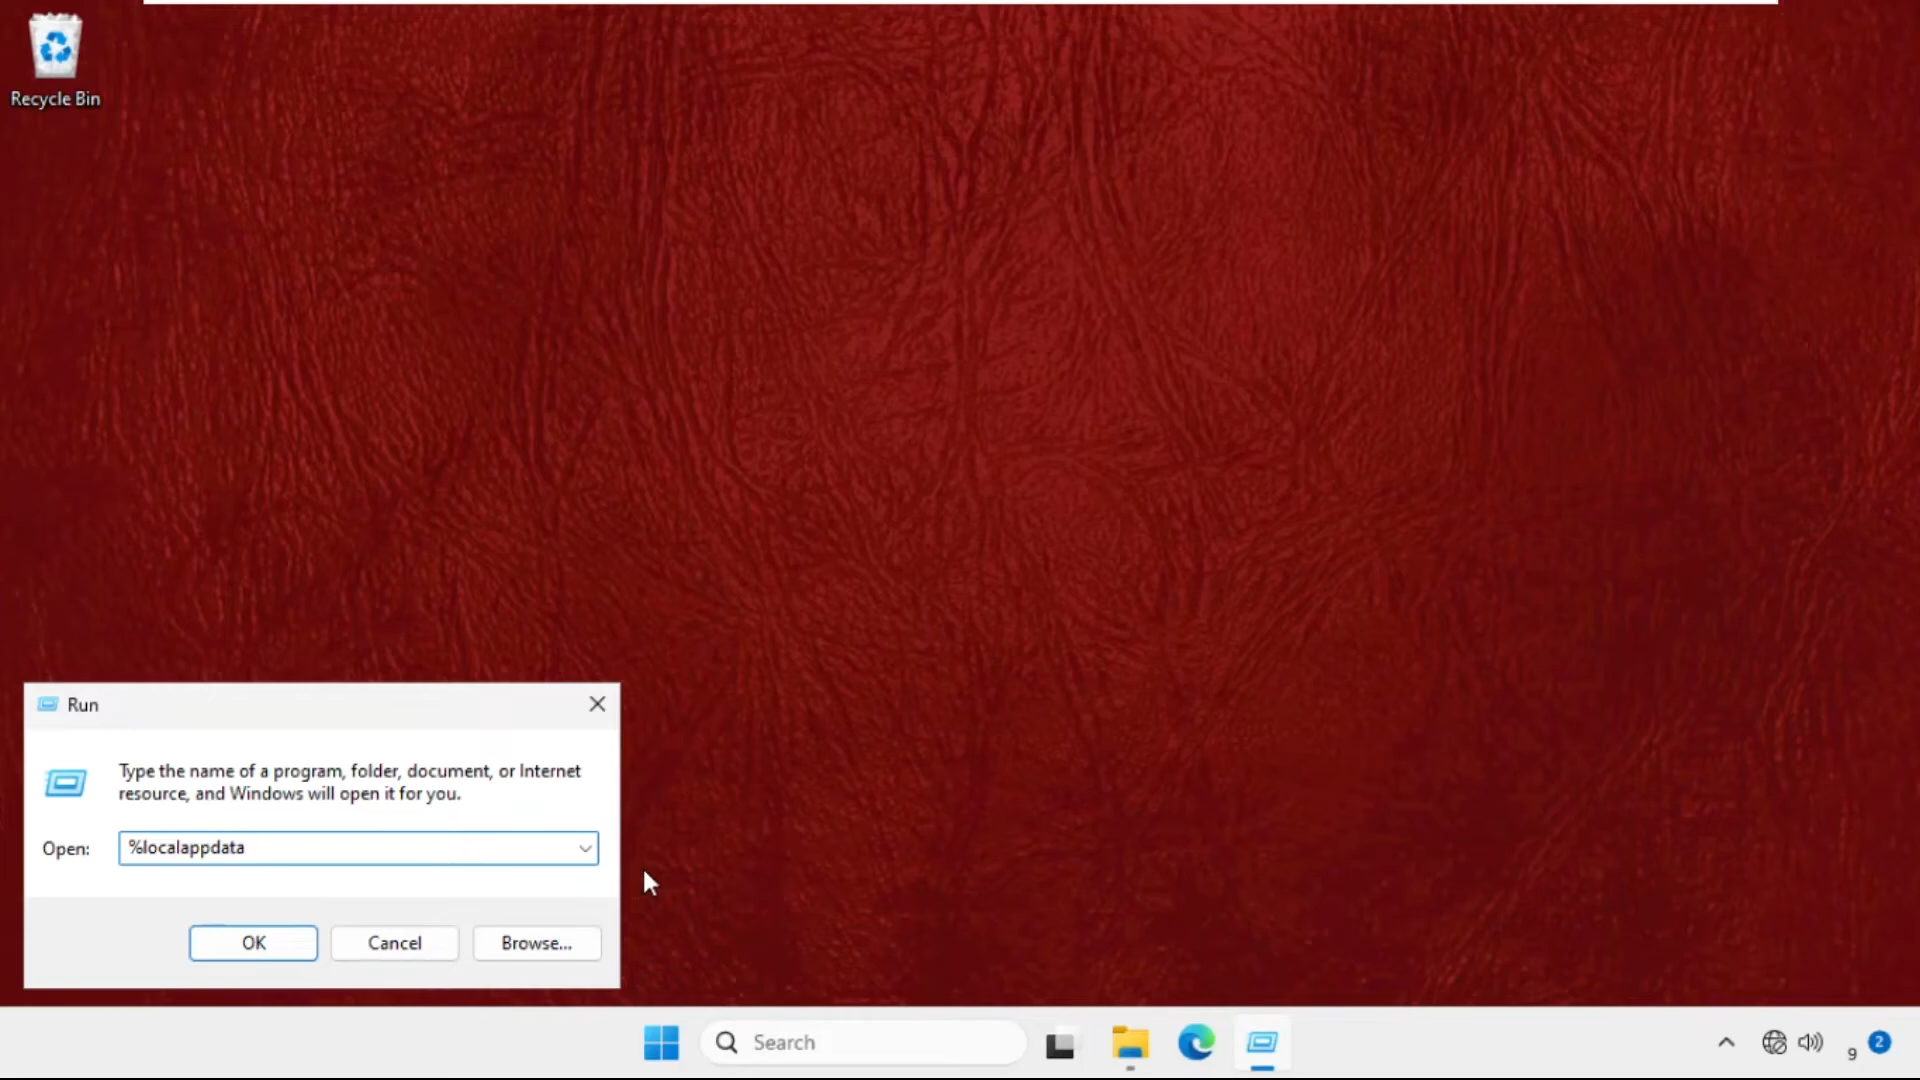 Recycle Bin
Run
Type the name of a program, folder, document, or Internet
resource, and Windows will open it for you.
Open:
%localappdata
OK
Cancel
Browse...
Search
9
2